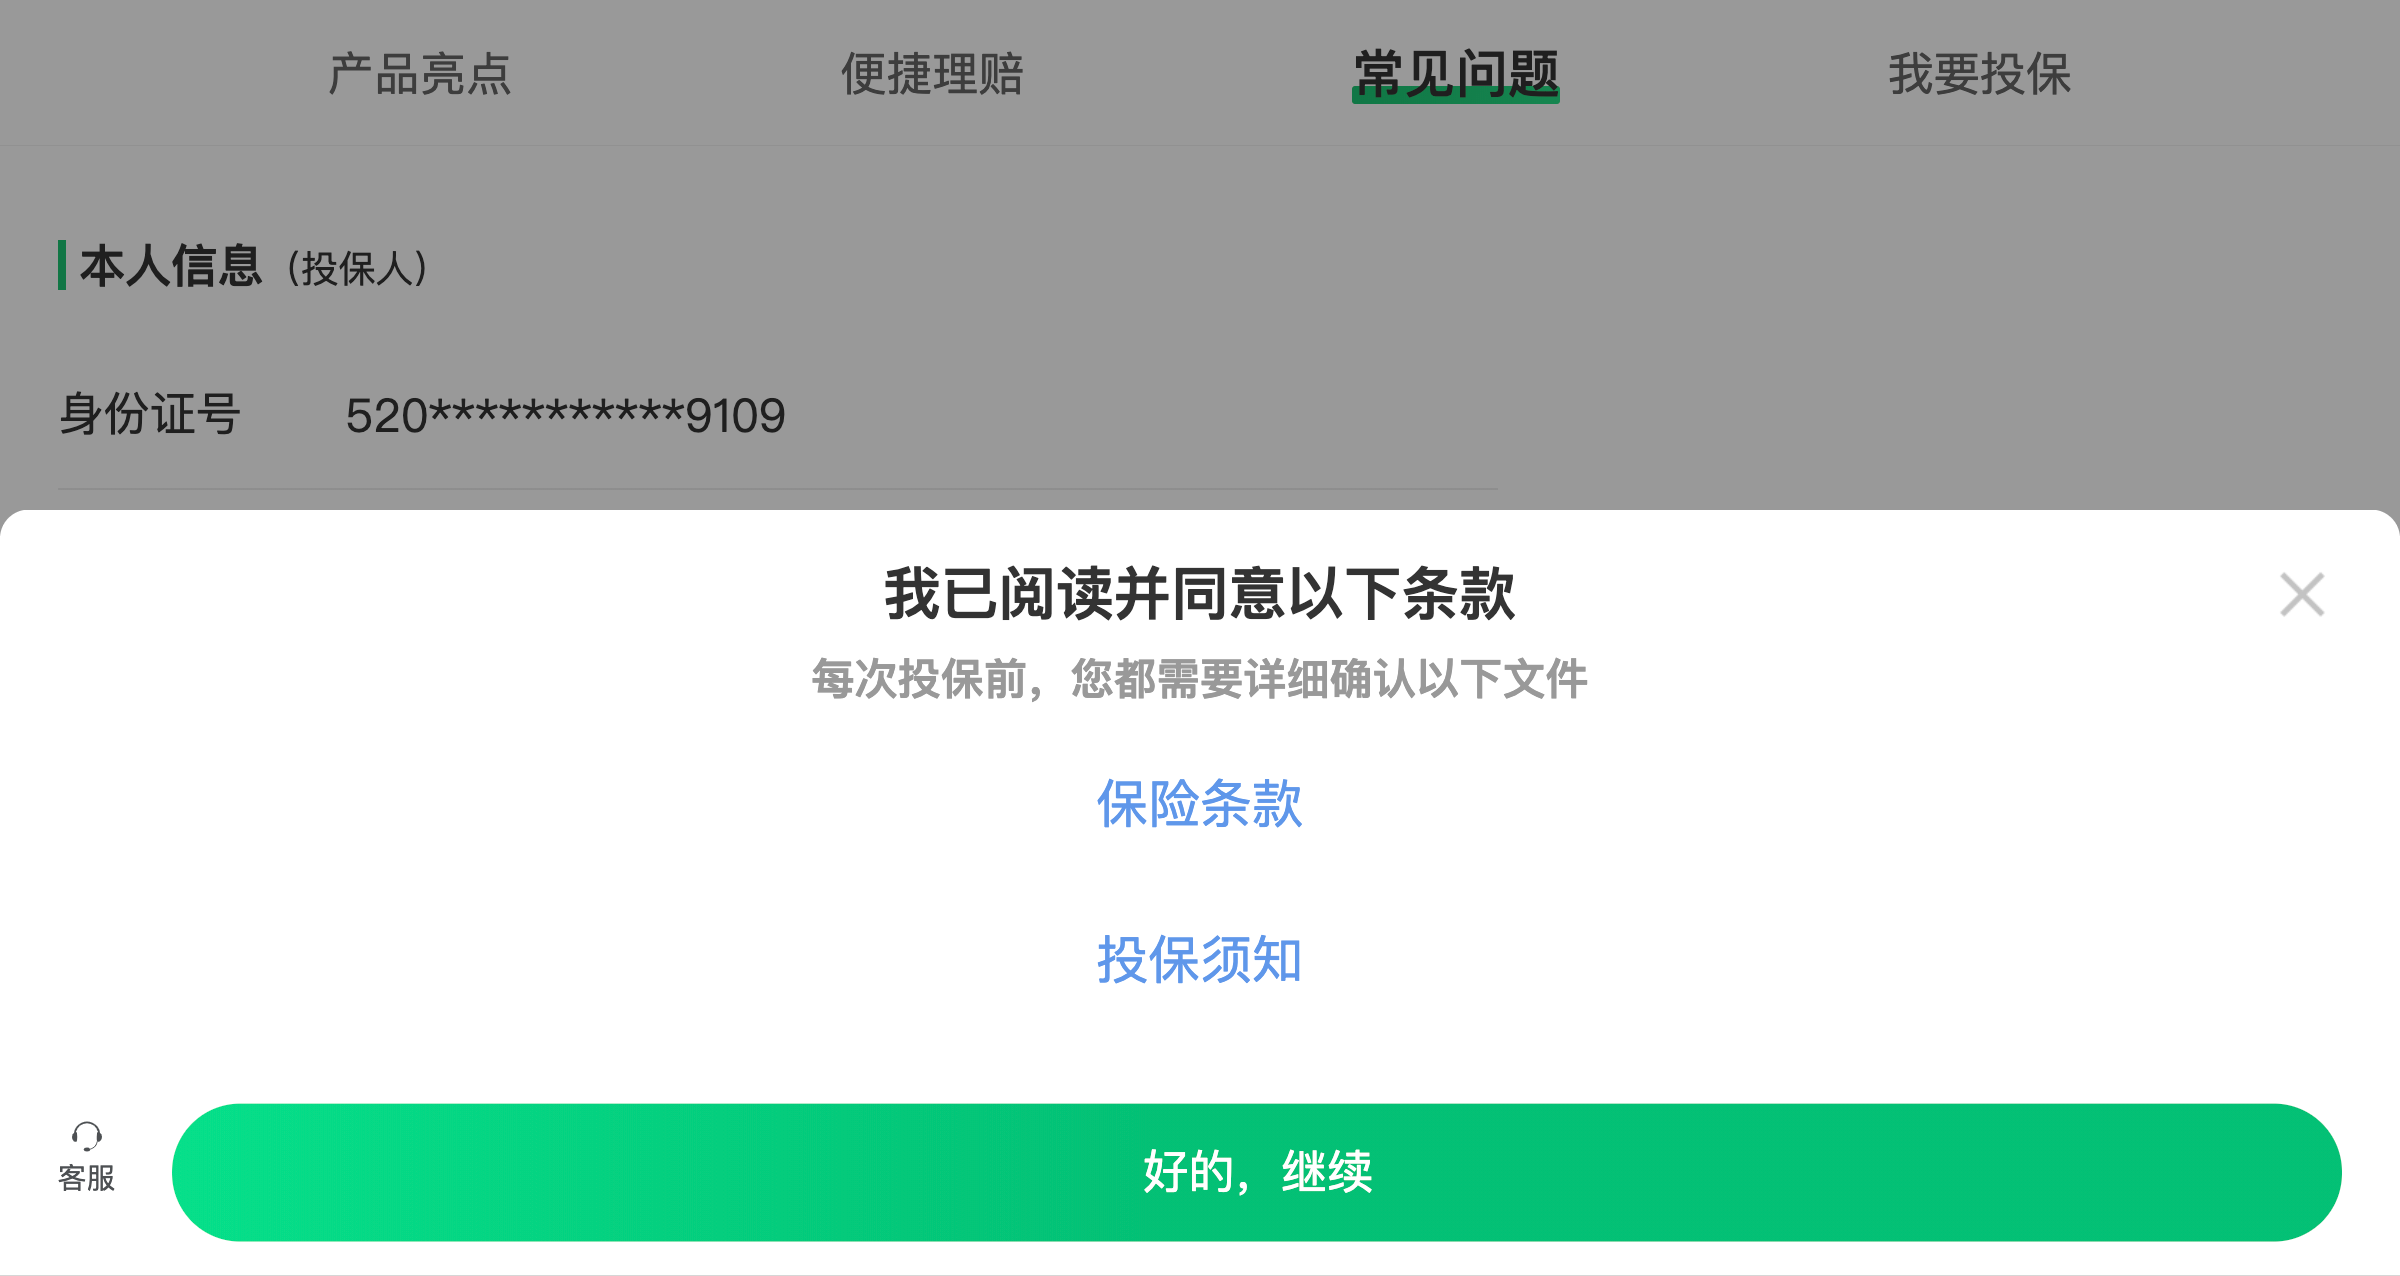 产品亮点 便捷理赔 常见问题 我要投保
本人信息（投保人）
身份证号 520***********9109
我已阅读并同意以下条款
每次投保前，您都需要详细确认以下文件
保险条款
投保须知
好的，继续
客服